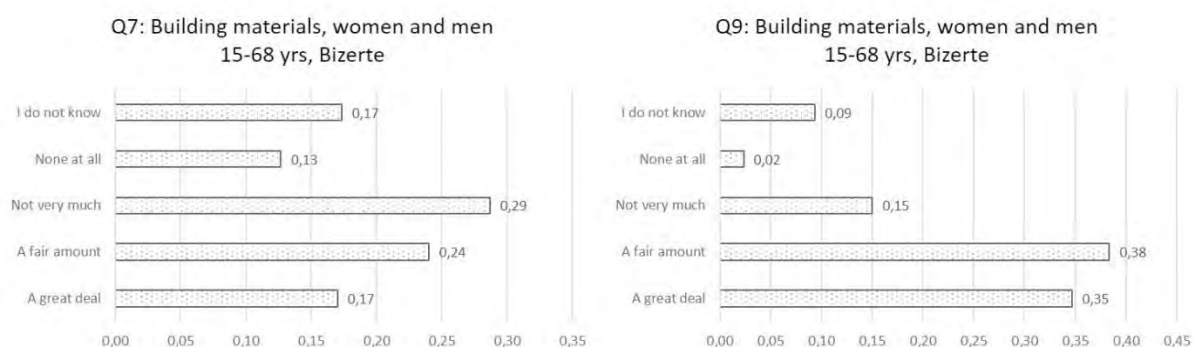 Q7: Building materials, women and men
15-68 yrs, Bizerte
I do not know
0,17
None at all
0,13
Not very much
0,29
A fair amount
0,24
A great deal
0,17
0,00 0,05 0,10 0,15 0,20 0,25 0,30 0,35
Q9: Building materials, women and men
15-68 yrs, Bizerte
I do not know
0,09
None at all
0,02
Not very much
0,15
A fair amount
0,38
A great deal
0,35
0,00 0,05 0,10 0,15 0,20 0,25 0,30 0,35 0,40 0,45